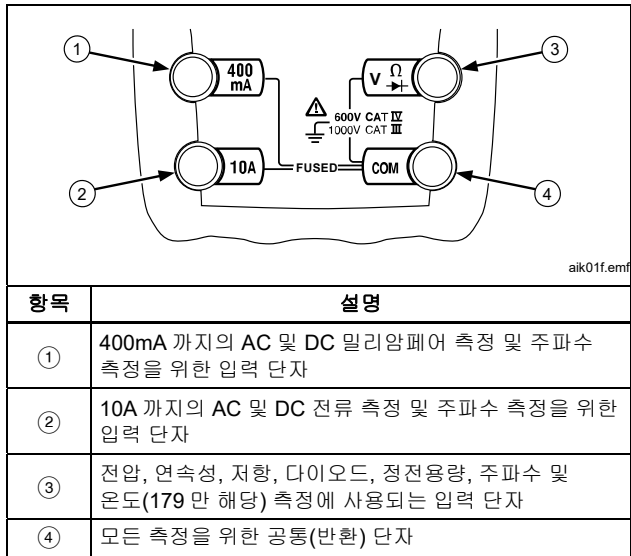 ①
③
400 mA
V Ω
600V CAT IV
1000V CAT III
10A
FUSED
COM
②
④
aik01f.emf
항목 설명
① 400mA 까지의 AC 및 DC 밀리암페어 측정 및 주파수
측정을 위한 입력 단자
② 10A 까지의 AC 및 DC 전류 측정 및 주파수 측정을 위한
입력 단자
③ 전압, 연속성, 저항, 다이오드, 정전용량, 주파수 및
온도(179 만 해당) 측정에 사용되는 입력 단자
④ 모든 측정을 위한 공통(반환) 단자